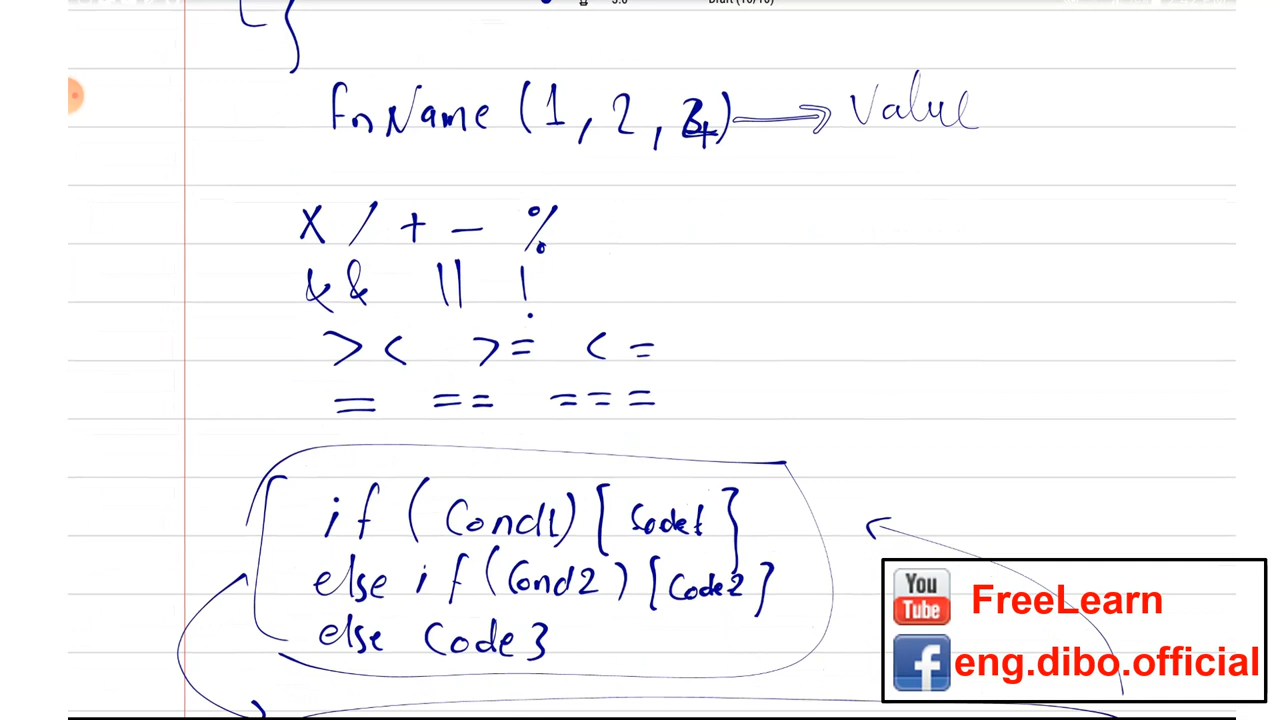 fnName (1, 2, 4) ⟹ Value
X / + - %
&& || !
> < >= <=
= == ===
if (Cond1) { Code1 }
else if (Cond2) { Code2 }
else Code3
You Tube FreeLearn
f eng.dibo.official